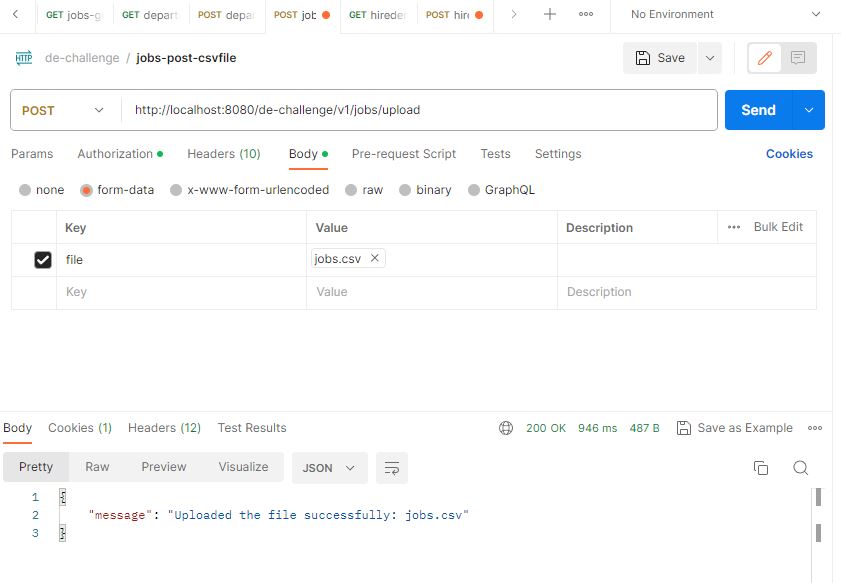 GET jobs-g GET depart POST depa POST job GET hirede POST hire No Environment
HTTP de-challenge / jobs-post-csvfile Save
POST http://localhost:8080/de-challenge/v1/jobs/upload Send
Params Authorization Headers (10) Body Pre-request Script Tests Settings Cookies
none form-data x-www-form-urlencoded raw binary GraphQL
Key Value Description Bulk Edit
file jobs.csv
Key Value Description
Body Cookies (1) Headers (12) Test Results 200 OK 946 ms 487 B Save as Example
Pretty Raw Preview Visualize JSON
1 {
2 "message": "Uploaded the file successfully: jobs.csv"
3 }